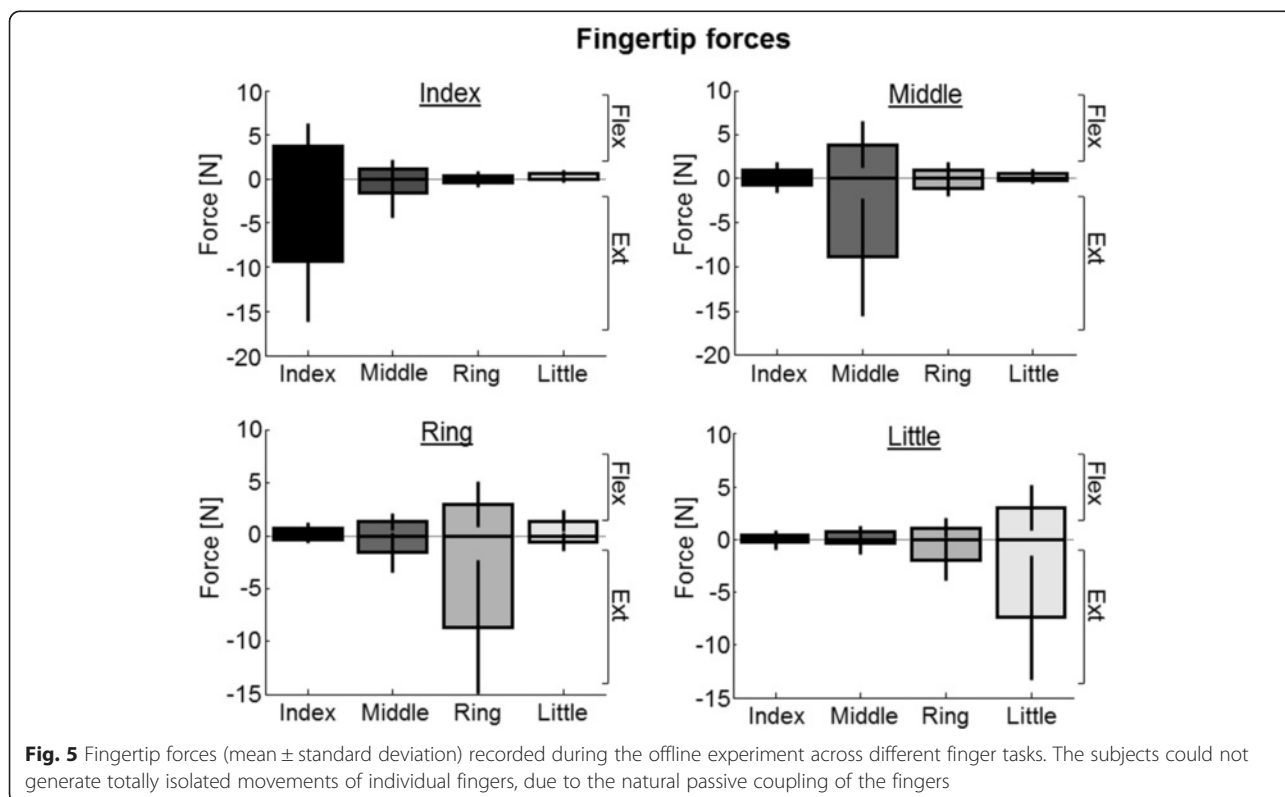 Fingertip forces
Index
Force [N]
10
5
0
-5
-10
-15
-20
Index Middle Ring Little
Flex
Ext
Middle
Force [N]
10
5
0
-5
-10
-15
-20
Index Middle Ring Little
Flex
Ext
Ring
Force [N]
10
5
0
-5
-10
-15
Index Middle Ring Little
Flex
Ext
Little
Force [N]
10
5
0
-5
-10
-15
Index Middle Ring Little
Flex
Ext
Fig. 5 Fingertip forces (mean ± standard deviation) recorded during the offline experiment across different finger tasks. The subjects could not
generate totally isolated movements of individual fingers, due to the natural passive coupling of the fingers